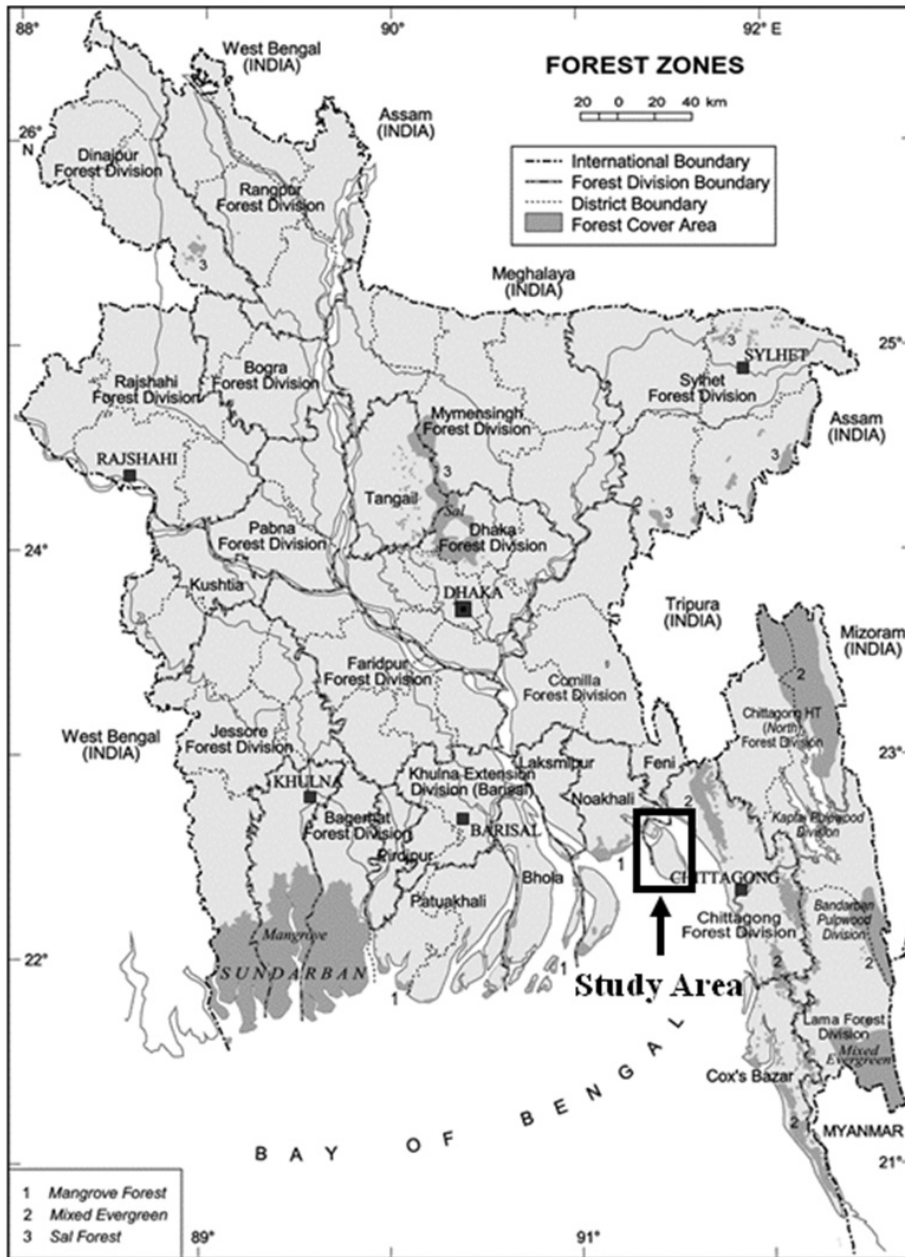 88°
90°
92° E
West Bengal
(INDIA)
FOREST ZONES
20 0 20 40 km
Assam
(INDIA)
26°
N
International Boundary
Forest Division Boundary
District Boundary
Forest Cover Area
Dinajpur
Forest Division
Rangpur
Forest Division
3
Meghalaya
(INDIA)
25°
3
SYLHET
Sylhet
Forest Division
Bogra
Forest Division
Rajshahi
Forest Division
Mymensingh
Forest Division
Assam
(INDIA)
RAJSHAHI
3
3
Tangail
Sal
3
Pabna
Forest Division
Dhaka
Forest Division
24°
24°
Kushtia
DHAKA
Tripura
(INDIA)
Mizoram
(INDIA)
Faridpur
Forest Division
Comilla
Forest Division
2
Chittagong HT
(North)
Forest Division
West Bengal
(INDIA)
Jessore
Forest Division
23°
Laksmipur
Feni
Khulna Extension
Division (Barisal)
KHULNA
Noakhali
2
Bagerhat
Forest Division
BARISAL
Kaptai Pulpwood
Division
Pirojpur
1
Bhola
CHITTAGONG
Patuakhali
Chittagong
Forest Division
Bandarban
Pulpwood
Division
Mangrove
SUNDARBAN
22°
2
2
1
1
Study Area
Lama Forest
Division
Mixed
Evergreen
Cox's Bazar
BAY OF BENGAL
2
MYANMAR
21°
1 Mangrove Forest
2 Mixed Evergreen
3 Sal Forest
89°
91°